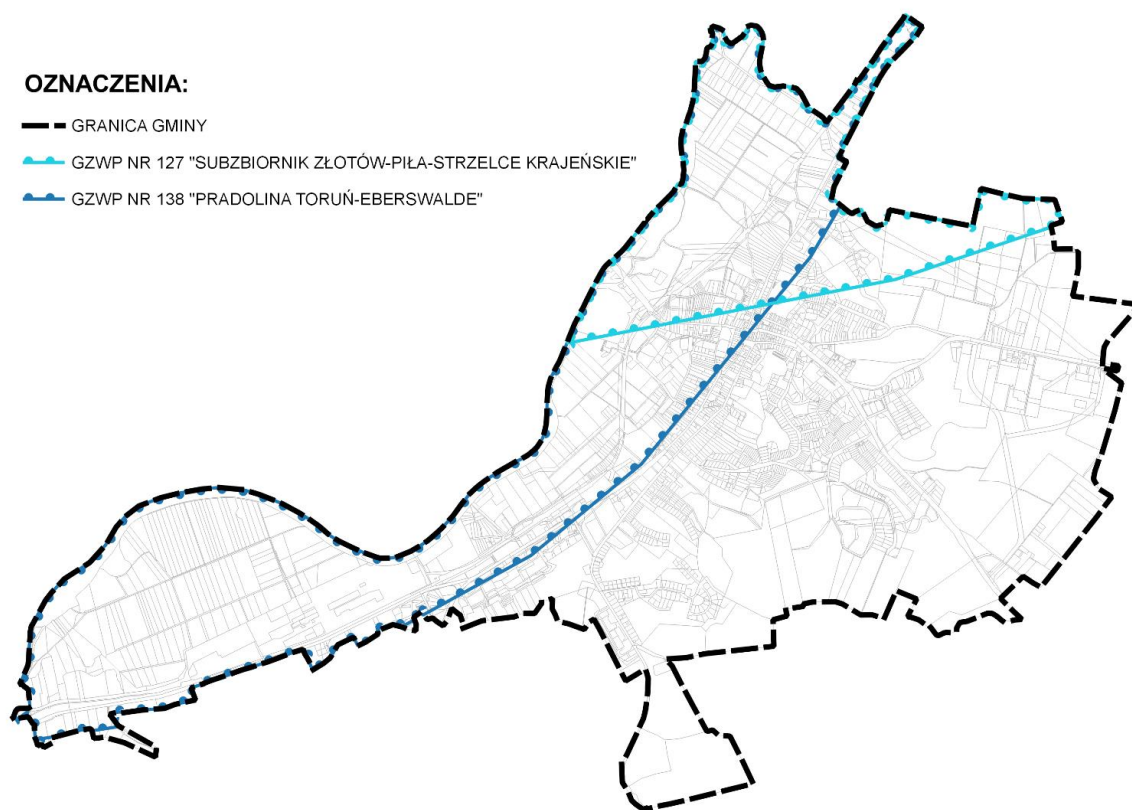 OZNACZENIA:
GRANICA GMINY
GZWP NR 127 "SUBZBIORNIK ZŁOTÓW-PIŁA-STRZELCE KRAJEŃSKIE"
GZWP NR 138 "PRADOLINA TORUŃ-EBERSWALDE"